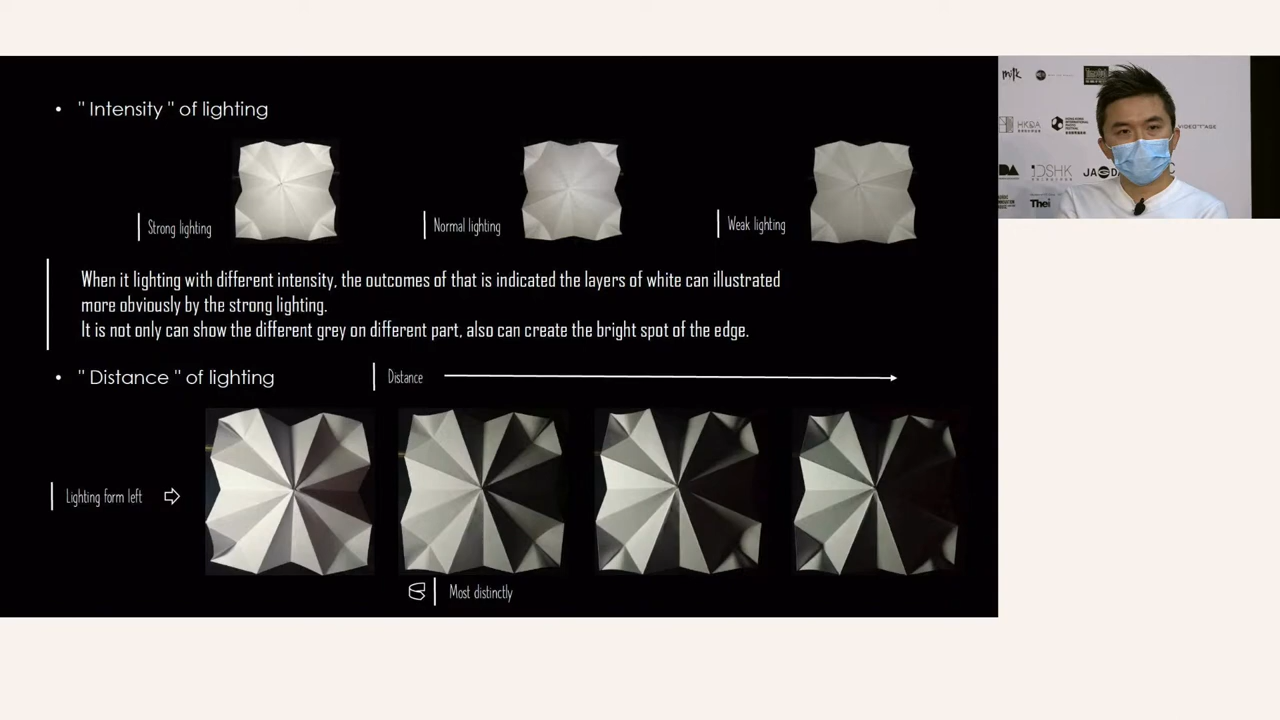 • " Intensity " of lighting
Strong lighting
Normal lighting
Weak lighting
When it lighting with different intensity, the outcomes of that is indicated the layers of white can illustrated
more obviously by the strong lighting.
It is not only can show the different grey on different part, also can create the bright spot of the edge.
• " Distance " of lighting
Distance
Lighting form left
Most distinctly
milk
HKDA
VIDEOTAGE
DSHK
JAGDA
Thei